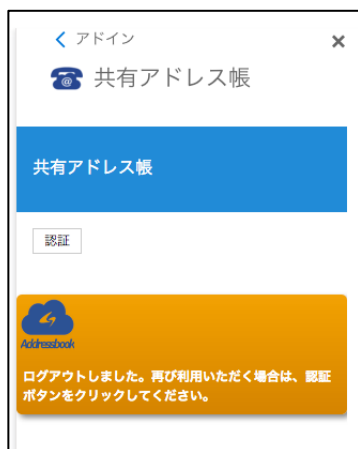 アドイン
共有アドレス帳
共有アドレス帳
認証
Addressbook
ログアウトしました。再び利用いただく場合は、認証
ボタンをクリックしてください。